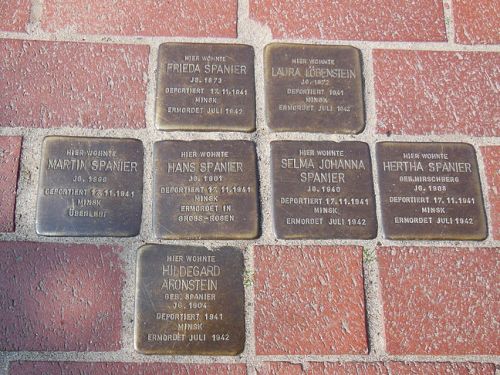 HIER WOHNTE
FRIEDA SPANIER
JG. 1873
DEPORTIERT 17.11.1941
MINSK
ERMORDET JULI 1942
HIER WOHNTE
LAURA LÖBENSTEIN
JG. 1872
DEPORTIERT 1941
MINSK
ERMORDET JULI 1942
HIER WOHNTE
MARTIN SPANIER
JG.
DEPORTIERT 17.11.1941
MINSK
ÜBERLEBT
HIER WOHNTE
HANS SPANIER
JG. 1901
DEPORTIERT 17.11.1941
MINSK
ERMORDET IN
GROSS-ROSEN
HIER WOHNTE
SELMA JOHANNA
SPANIER
JG. 1940
DEPORTIERT 17.11.1941
MINSK
ERMORDET JULI 1942
HIER WOHNTE
HERTHA SPANIER
GEB. HIRSCHBERG
JG. 1908
DEPORTIERT 17.11.1941
MINSK
ERMORDET JULI 1942
HIER WOHNTE
HILDEGARD
ARONSTEIN
GEB. SPANIER
JG. 1904
DEPORTIERT 1941
MINSK
ERMORDET JULI 1942